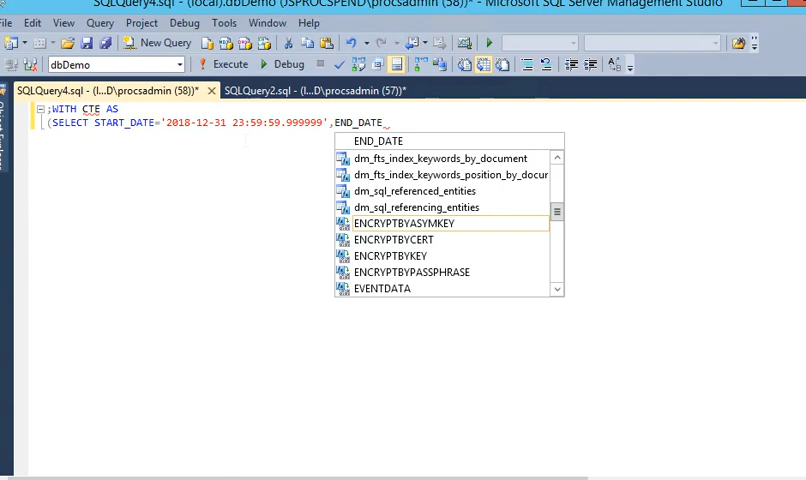 SQLQuery4.sql - (local).dbDemo (JSPROCSPEND\procsadmin (58))* - Microsoft SQL Server Management Studio
File Edit View Query Project Debug Tools Window Help
New Query
dbDemo Execute Debug
SQLQuery4.sql - (l...D\procsadmin (58))* SQLQuery2.sql - (l...D\procsadmin (57))*
;WITH CTE AS
(SELECT START_DATE='2018-12-31 23:59:59.999999',END_DATE
END_DATE
dm_fts_index_keywords_by_document
dm_fts_index_keywords_position_by_docur
dm_sql_referenced_entities
dm_sql_referencing_entities
ENCRYPTBYASYMKEY
ENCRYPTBYCERT
ENCRYPTBYKEY
ENCRYPTBYPASSPHRASE
EVENTDATA